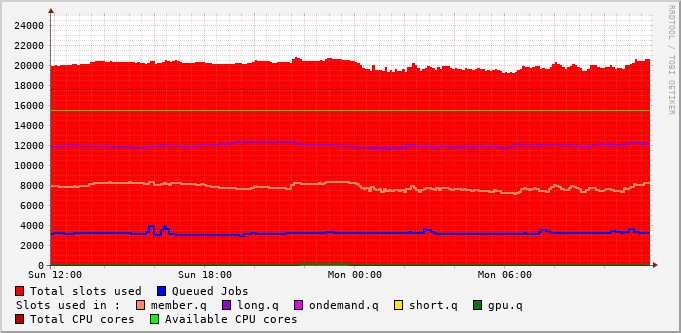 RRDTOOL / TOBI OETIKER
24000
22000
20000
18000
16000
14000
12000
10000
8000
6000
4000
2000
0
Sun 12:00 Sun 18:00 Mon 00:00 Mon 06:00
Total slots used Queued Jobs
Slots used in : member.q long.q ondemand.q short.q gpu.q
Total CPU cores Available CPU cores